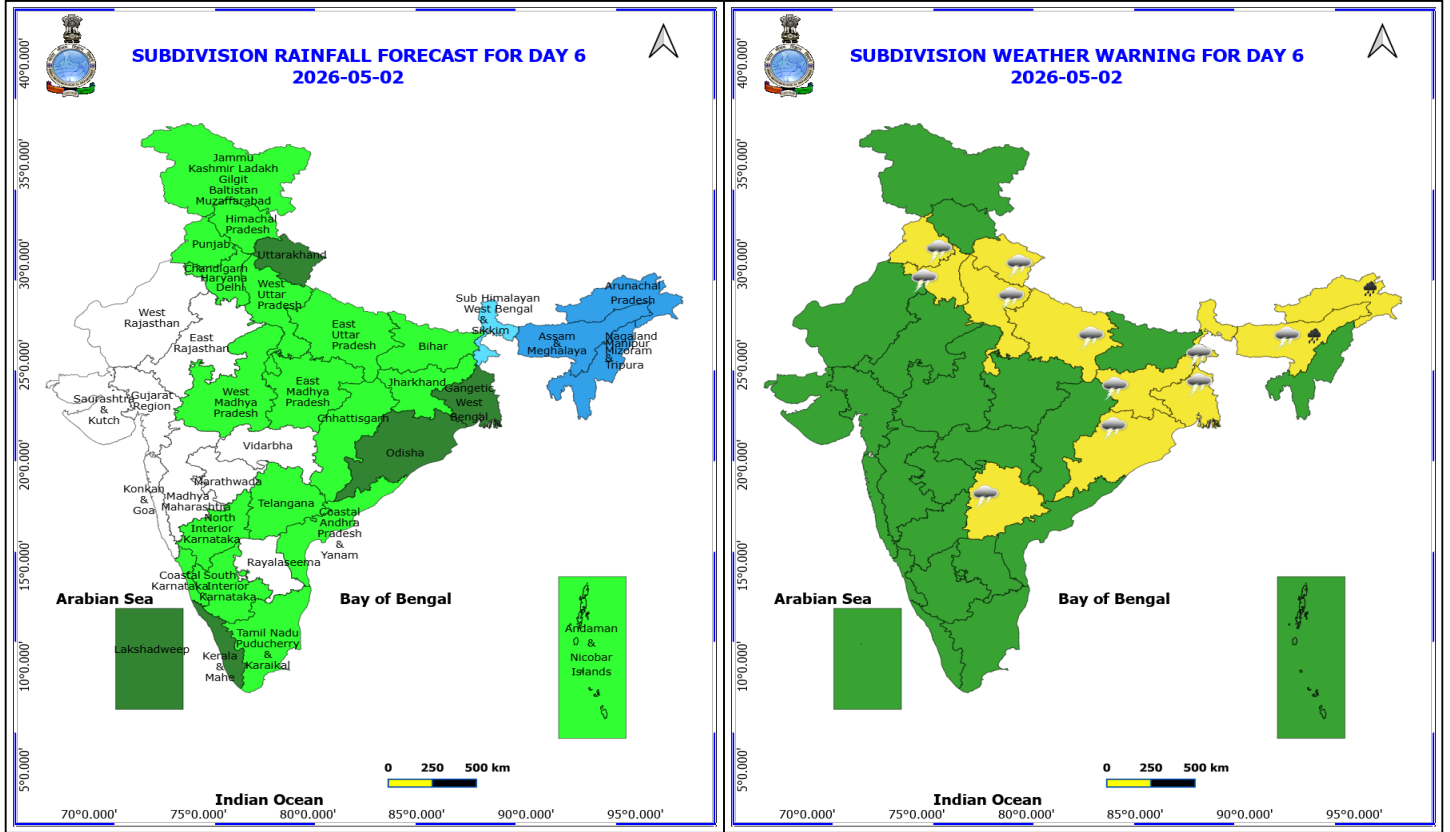 SUBDIVISION RAINFALL FORECAST FOR DAY 6
2026-05-02
40°0.000'
35°0.000'
30°0.000'
25°0.000'
20°0.000'
15°0.000'
10°0.000'
5°0.000'
Jammu
Kashmir Ladakh
Gilgit
Baltistan
Muzaffarabad
Himachal
Pradesh
Punjab
Uttarakhand
Chandigarh
Haryana
Delhi
West
Uttar
Pradesh
West
Rajasthan
East
Rajasthan
East
Uttar
Pradesh
Bihar
Sub Himalayan
West Bengal
&
Sikkim
Arunachal
Pradesh
Assam
&
Meghalaya
Nagaland
Manipur
Mizoram
&
Tripura
Saurashtra
&
Kutch
Gujarat
Region
West
Madhya
Pradesh
East
Madhya
Pradesh
Jharkhand
Gangetic
West
Bengal
Chhattisgarh
Odisha
Vidarbha
Marathwada
Madhya
Maharashtra
Konkan
&
Goa
Telangana
North
Interior
Karnataka
Coastal
Andhra
Pradesh
&
Yanam
Rayalaseema
Coastal
Karnataka
South
Interior
Karnataka
Tamil Nadu
Puducherry
&
Karaikal
Kerala
&
Mahe
Lakshadweep
Andaman
&
Nicobar
Islands
Arabian Sea
Bay of Bengal
0 250 500 km
Indian Ocean
70°0.000' 75°0.000' 80°0.000' 85°0.000' 90°0.000' 95°0.000'
SUBDIVISION WEATHER WARNING FOR DAY 6
2026-05-02
40°0.000'
35°0.000'
30°0.000'
25°0.000'
20°0.000'
15°0.000'
10°0.000'
5°0.000'
Arabian Sea
Bay of Bengal
0 250 500 km
Indian Ocean
70°0.000' 75°0.000' 80°0.000' 85°0.000' 90°0.000' 95°0.000'